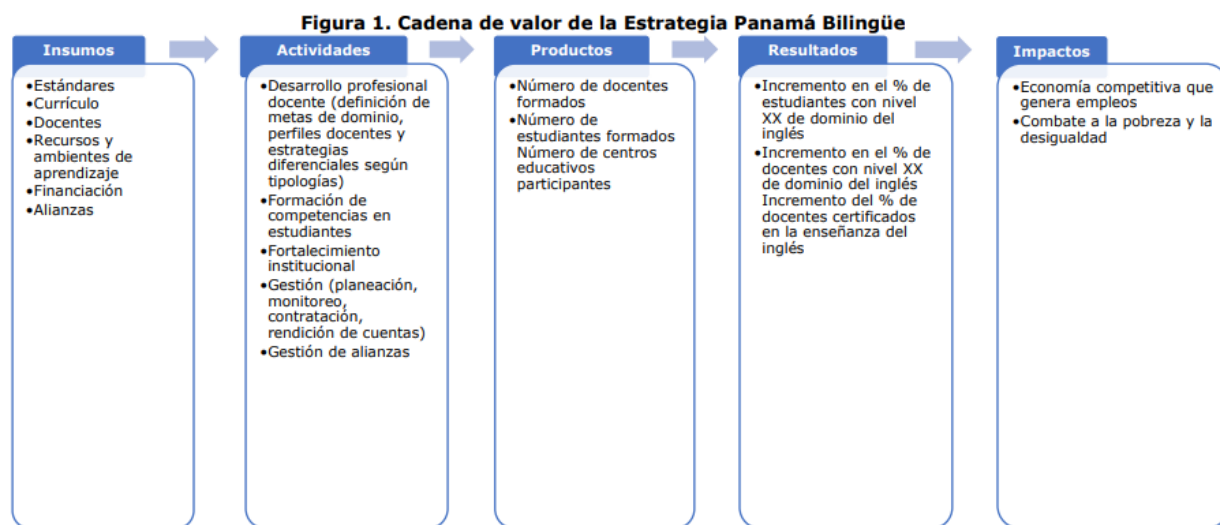 Figura 1. Cadena de valor de la Estrategia Panamá Bilingüe
Insumos
•Estándares
•Currículo
•Docentes
•Recursos y
ambientes de
aprendizaje
•Financiación
•Alianzas
Actividades
•Desarrollo profesional
docente (definición de
metas de dominio,
perfiles docentes y
estrategias
diferenciales según
tipologías)
•Formación de
competencias en
estudiantes
•Fortalecimiento
institucional
•Gestión (planeación,
monitoreo,
contratación,
rendición de cuentas)
•Gestión de alianzas
Productos
•Número de docentes
formados
•Número de
estudiantes formados
Número de centros
educativos
participantes
Resultados
•Incremento en el % de
estudiantes con nivel
XX de dominio del
inglés
•Incremento en el % de
docentes con nivel XX
de dominio del inglés
Incremento del % de
docentes certificados
en la enseñanza del
inglés
Impactos
•Economía competitiva que
genera empleos
•Combate a la pobreza y la
desigualdad